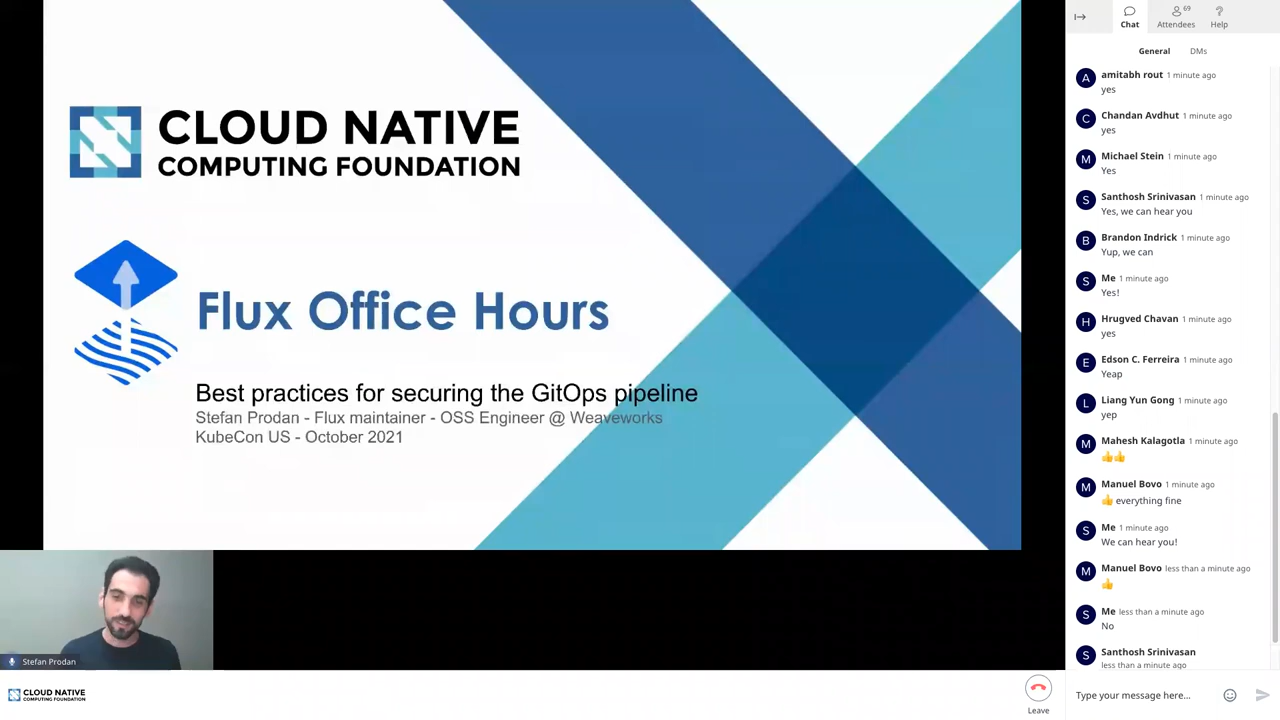 CLOUD NATIVE
COMPUTING FOUNDATION
Flux Office Hours
Best practices for securing the GitOps pipeline
Stefan Prodan - Flux maintainer - OSS Engineer @ Weaveworks
KubeCon US - October 2021
Stefan Prodan
CLOUD NATIVE
COMPUTING FOUNDATION
Leave
Chat
69
Attendees
Help
General
DMs
A
amitabh rout 1 minute ago
yes
C
Chandan Avdhut 1 minute ago
yes
M
Michael Stein 1 minute ago
Yes
S
Santhosh Srinivasan 1 minute ago
Yes, we can hear you
B
Brandon Indrick 1 minute ago
Yup, we can
S
Me 1 minute ago
Yes!
H
Hrugved Chavan 1 minute ago
yes
E
Edson C. Ferreira 1 minute ago
Yeap
L
Liang Yun Gong 1 minute ago
yep
M
Mahesh Kalagotla 1 minute ago
👍👍
M
Manuel Bovo 1 minute ago
👍 everything fine
S
Me 1 minute ago
We can hear you!
M
Manuel Bovo less than a minute ago
👍
S
Me less than a minute ago
No
S
Santhosh Srinivasan
less than a minute ago
Type your message here...